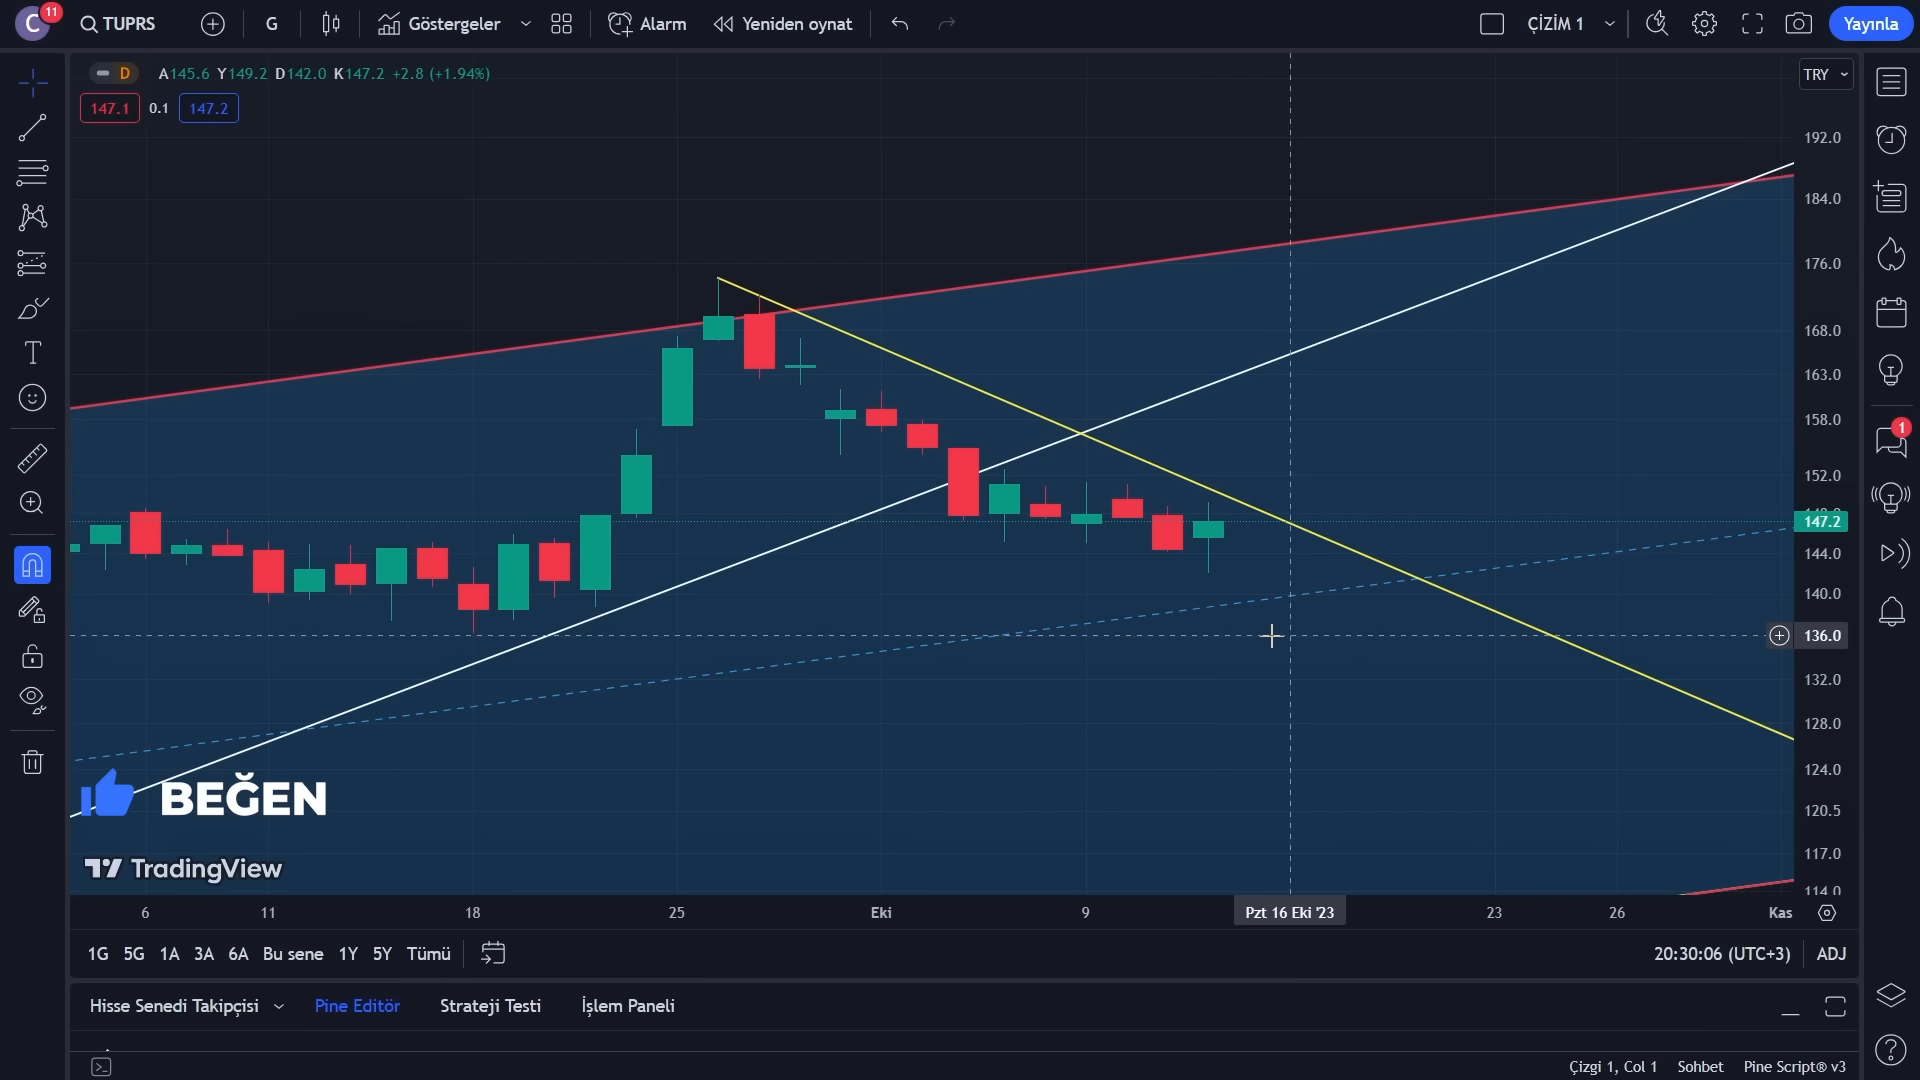 C 11 TUPRS G Göstergeler Alarm Yeniden oynat ÇİZİM 1 Yayınla
D A145.6 Y149.2 D142.0 K147.2 +2.8 (+1.94%) TRY
147.1 0.1 147.2
192.0
184.0
176.0
168.0
163.0
158.0
1
152.0
147.2
144.0
140.0
136.0
132.0
128.0
124.0
BEĞEN
120.5
117.0
TradingView
114.0
6 11 18 25 Eki 9 Pzt 16 Eki '23 23 26 Kas
1G 5G 1A 3A 6A Bu sene 1Y 5Y Tümü 20:30:06 (UTC+3) ADJ
Hisse Senedi Takipçisi Pine Editör Strateji Testi İşlem Paneli
Çizgi 1, Col 1 Sohbet Pine Script® v3